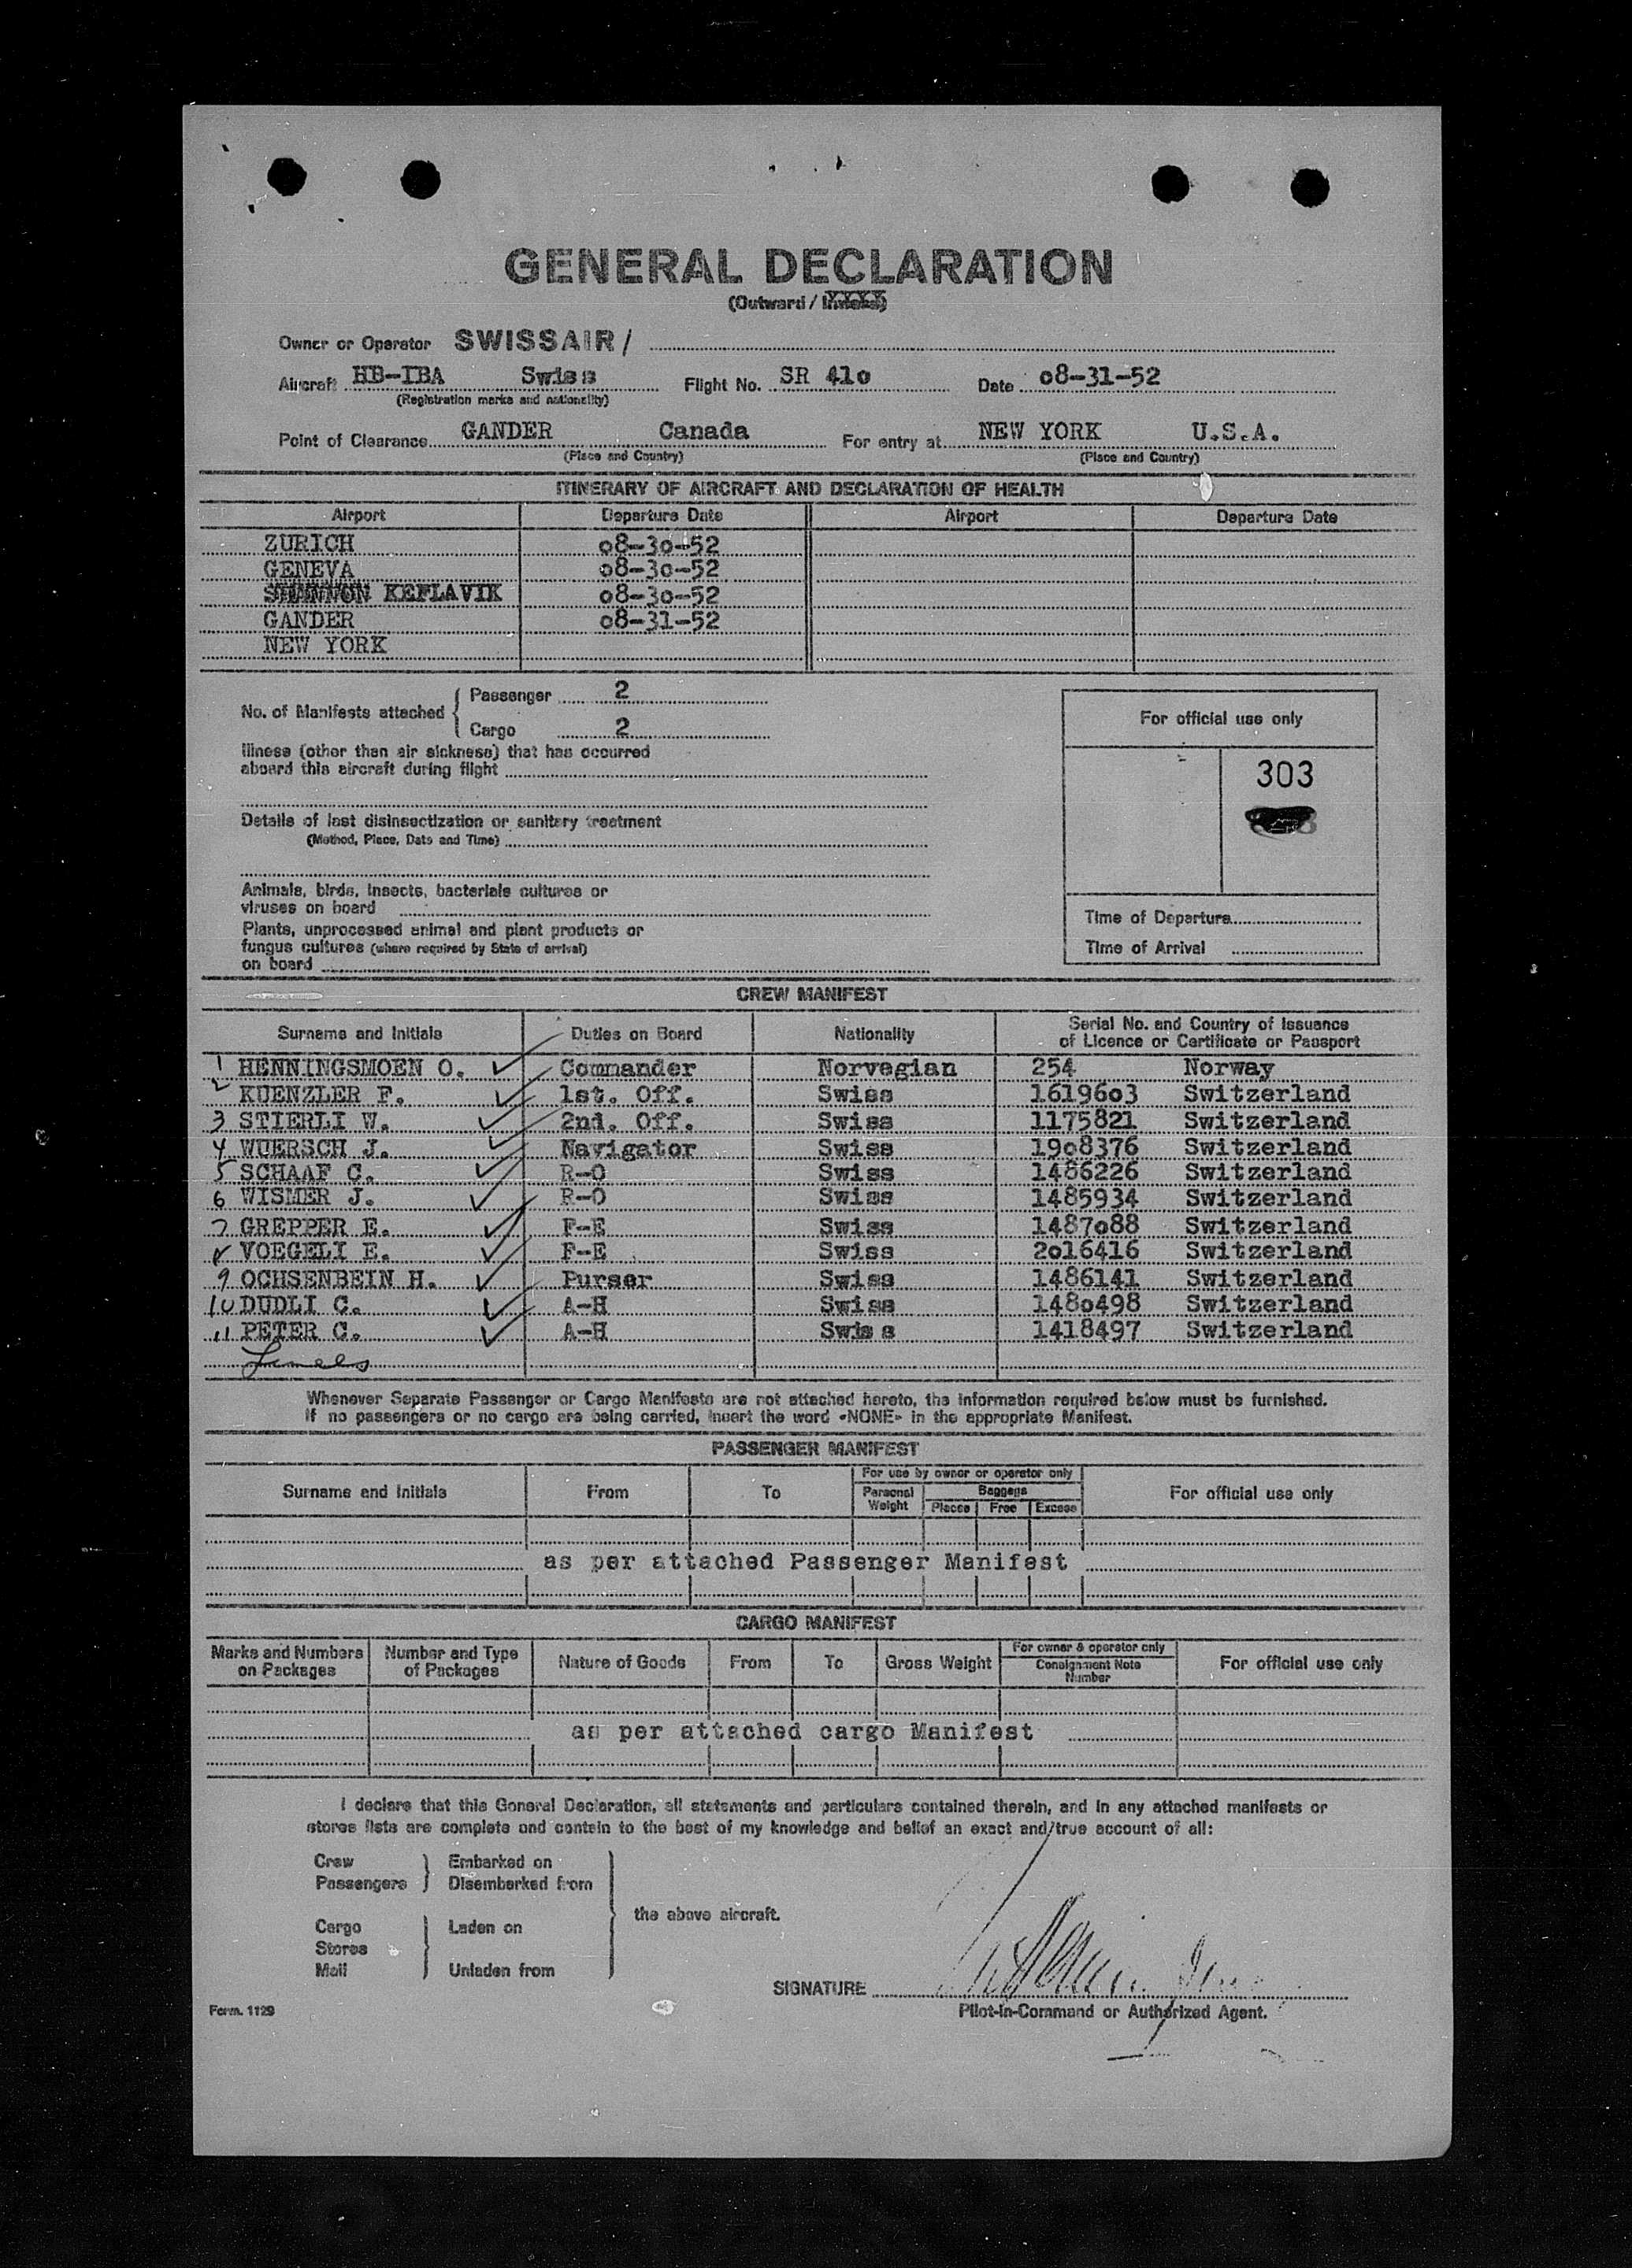 GENERAL DECLARATION
(Outward / Inward)
Owner or Operator SWISSAIR /
Aircraft HB-IBA Swiss Flight No. SR 41o Date o8-31-52
(Registration marks and nationality)
Point of Clearance GANDER Canada For entry at NEW YORK U.S.A.
(Place and Country) (Place and Country)
ITINERARY OF AIRCRAFT AND DECLARATION OF HEALTH
Airport Departure Date Airport Departure Date
ZURICH o8-3o-52
GENEVA o8-3o-52
SHANNON KEFLAVIK o8-3o-52
GANDER o8-31-52
NEW YORK
No. of Manifests attached { Passenger 2
Cargo 2
For official use only
303
Illness (other than air sickness) that has occurred
aboard this aircraft during flight
Details of last disinsectization or sanitary treatment
(Method, Place, Date and Time)
Animals, birds, insects, bacteriale cultures or
viruses on board
Plants, unprocessed animal and plant products or
fungus cultures (where required by State of arrival)
on board
Time of Departure
Time of Arrival
CREW MANIFEST
Surname and Initials Duties on Board Nationality Serial No. and Country of Issuance
of Licence or Certificate or Passport
1 HENNINGSMOEN O. ✓ Commander Norvegian 254 Norway
2 KUENZLER F. ✓ 1st. Off. Swiss 16196o3 Switzerland
3 STIERLI W. ✓ 2nd. Off. Swiss 1175821 Switzerland
4 WUERSCH J. ✓ Navigator Swiss 19o8376 Switzerland
5 SCHAAF C. ✓ R-O Swiss 1486226 Switzerland
6 WISMER J. ✓ R-O Swiss 1485934 Switzerland
7 GREPPER E. ✓ F-E Swiss 1487o88 Switzerland
8 VOEGELI E. ✓ F-E Swiss 2o16416 Switzerland
9 OCHSENBEIN H. ✓ Purser Swiss 1486141 Switzerland
10 DUDLI C. ✓ A-H Swiss 148o498 Switzerland
11 PETER C. ✓ A-H Swiss 1418497 Switzerland
Whenever Separate Passenger or Cargo Manifests are not attached hereto, the information required below must be furnished.
If no passengers or no cargo are being carried, insert the word «NONE» in the appropriate Manifest.
PASSENGER MANIFEST
Surname and Initials From To For use by owner or operator only For official use only
Personal Weight Baggage
Pieces Free Excess
as per attached Passenger Manifest
CARGO MANIFEST
Marks and Numbers on Packages Number and Type of Packages Nature of Goods From To Gross Weight For owner & operator only For official use only
Consignment Note Number
as per attached cargo Manifest
I declare that this General Declaration, all statements and particulars contained therein, and in any attached manifests or
stores lists are complete and contain to the best of my knowledge and belief an exact and true account of all:
Crew } Embarked on
Passengers } Disembarked from
the above aircraft.
Cargo } Laden on
Stores
Mail } Unladen from
SIGNATURE
Form. 1129
Pilot-in-Command or Authorized Agent.